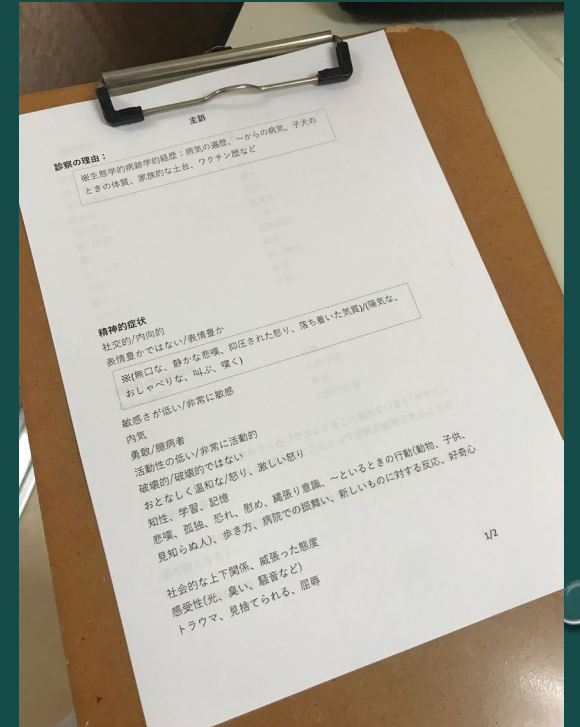 主訴
診察の理由：
※生態学的病跡学的経歴；病気の遍歴、〜からの病気、子犬の
ときの体質、家族的な土台、ワクチン歴など
精神的症状
社交的/内向的
表情豊かではない/表情豊か
※(無口な、静かな悲嘆、抑圧された怒り、落ち着いた気質)/(陽気な、
おしゃべりな、叫ぶ、嘆く)
敏感さが低い/非常に敏感
内気
勇敢/臆病者
活動性の低い/非常に活動的
破壊的/破壊的ではない
おとなしく温和な/怒り、激しい怒り
知性、学習、記憶
悲嘆、孤独、恐れ、慰め、縄張り意識、〜といるときの行動(動物、子供、
見知らぬ人)、歩き方、病院での振舞い、新しいものに対する反応、好奇心
社会的な上下関係、威張った態度
感受性(光、臭い、騒音など)
トラウマ、見捨てられる、屈辱
1/2